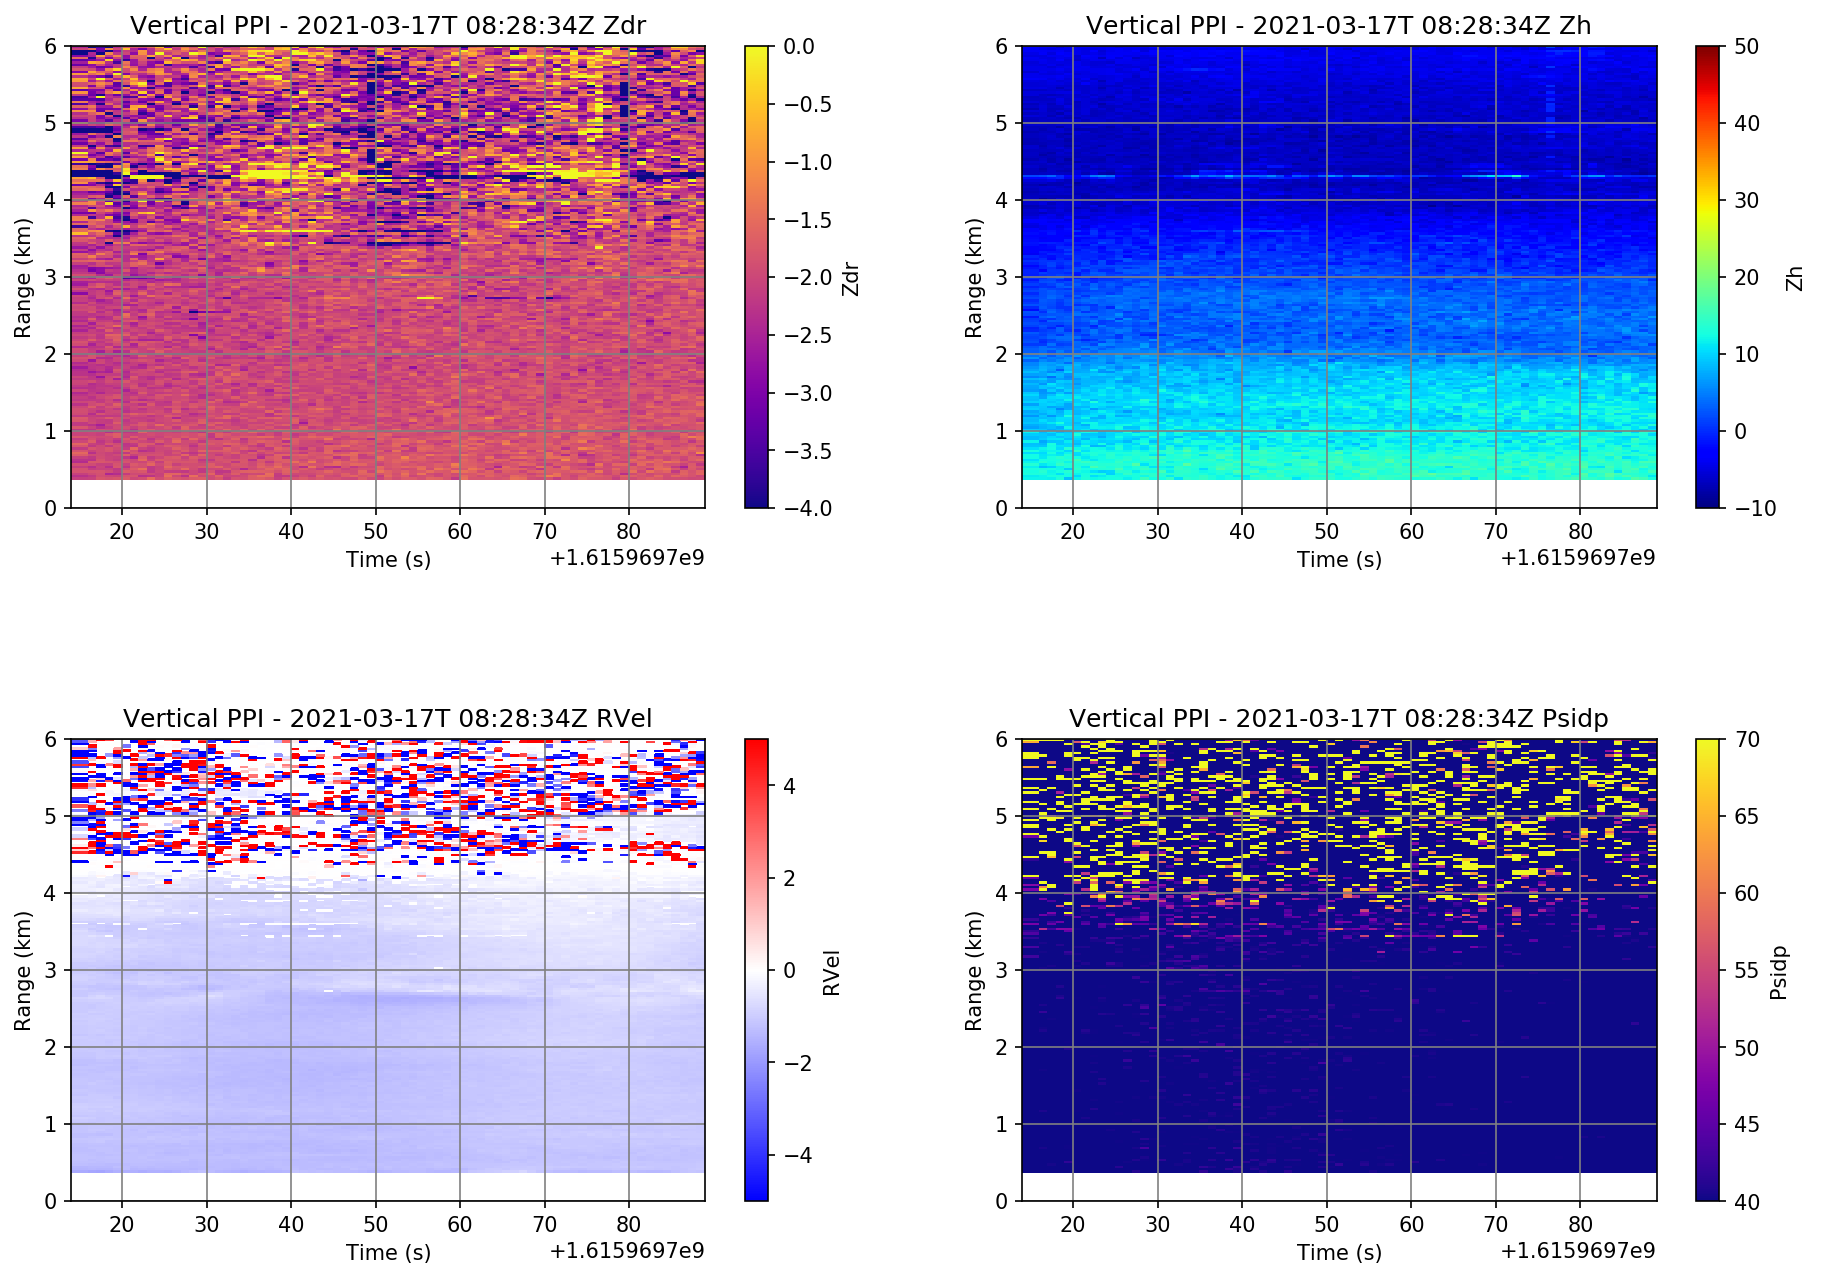 Vertical PPI - 2021-03-17T 08:28:34Z Zdr
6
5
4
3
2
1
0
Range (km)
20 30 40 50 60 70 80
Time (s)
+1.6159697e9
0.0
−0.5
−1.0
−1.5
−2.0
−2.5
−3.0
−3.5
−4.0
Zdr
Vertical PPI - 2021-03-17T 08:28:34Z Zh
6
5
4
3
2
1
0
Range (km)
20 30 40 50 60 70 80
Time (s)
+1.6159697e9
50
40
30
20
10
0
−10
Zh
Vertical PPI - 2021-03-17T 08:28:34Z RVel
6
5
4
3
2
1
0
Range (km)
20 30 40 50 60 70 80
Time (s)
+1.6159697e9
4
2
0
−2
−4
RVel
Vertical PPI - 2021-03-17T 08:28:34Z Psidp
6
5
4
3
2
1
0
Range (km)
20 30 40 50 60 70 80
Time (s)
+1.6159697e9
70
65
60
55
50
45
40
Psidp